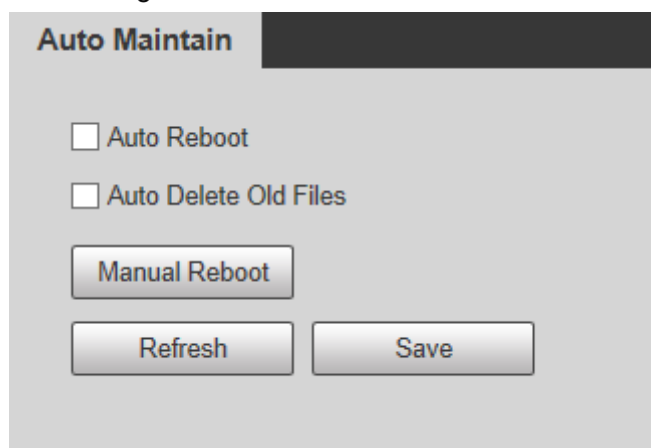 Auto Maintain
Auto Reboot
Auto Delete Old Files
Manual Reboot
Refresh Save